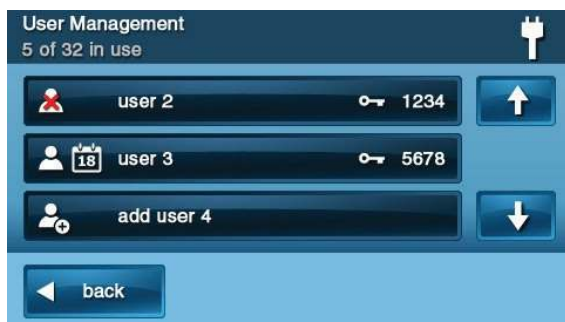 User Management
5 of 32 in use
user 2 1234
18 user 3 5678
add user 4
back